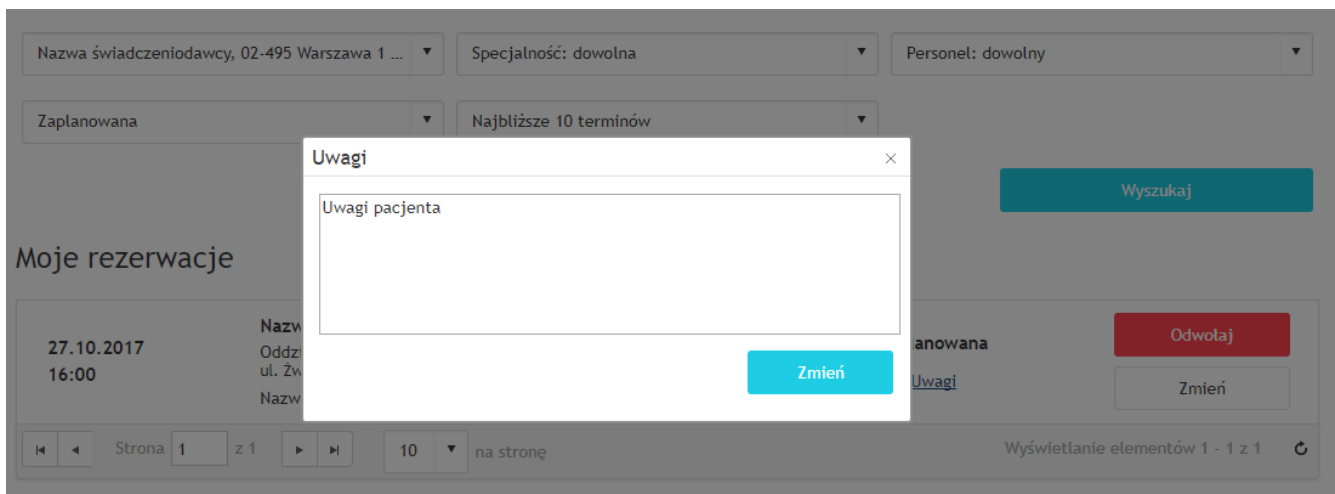 Nazwa świadczeniodawcy, 02-495 Warszawa 1 ...
Specjalność: dowolna
Personel: dowolny
Zaplanowana
Najbliższe 10 terminów
Uwagi
Uwagi pacjenta
Zmień
Wyszukaj
Moje rezerwacje
27.10.2017
16:00
Nazw
Oddzi
ul. Żw
Nazw
anowana
Uwagi
Odwołaj
Zmień
Strona 1 z 1
10 na stronę
Wyświetlanie elementów 1 - 1 z 1